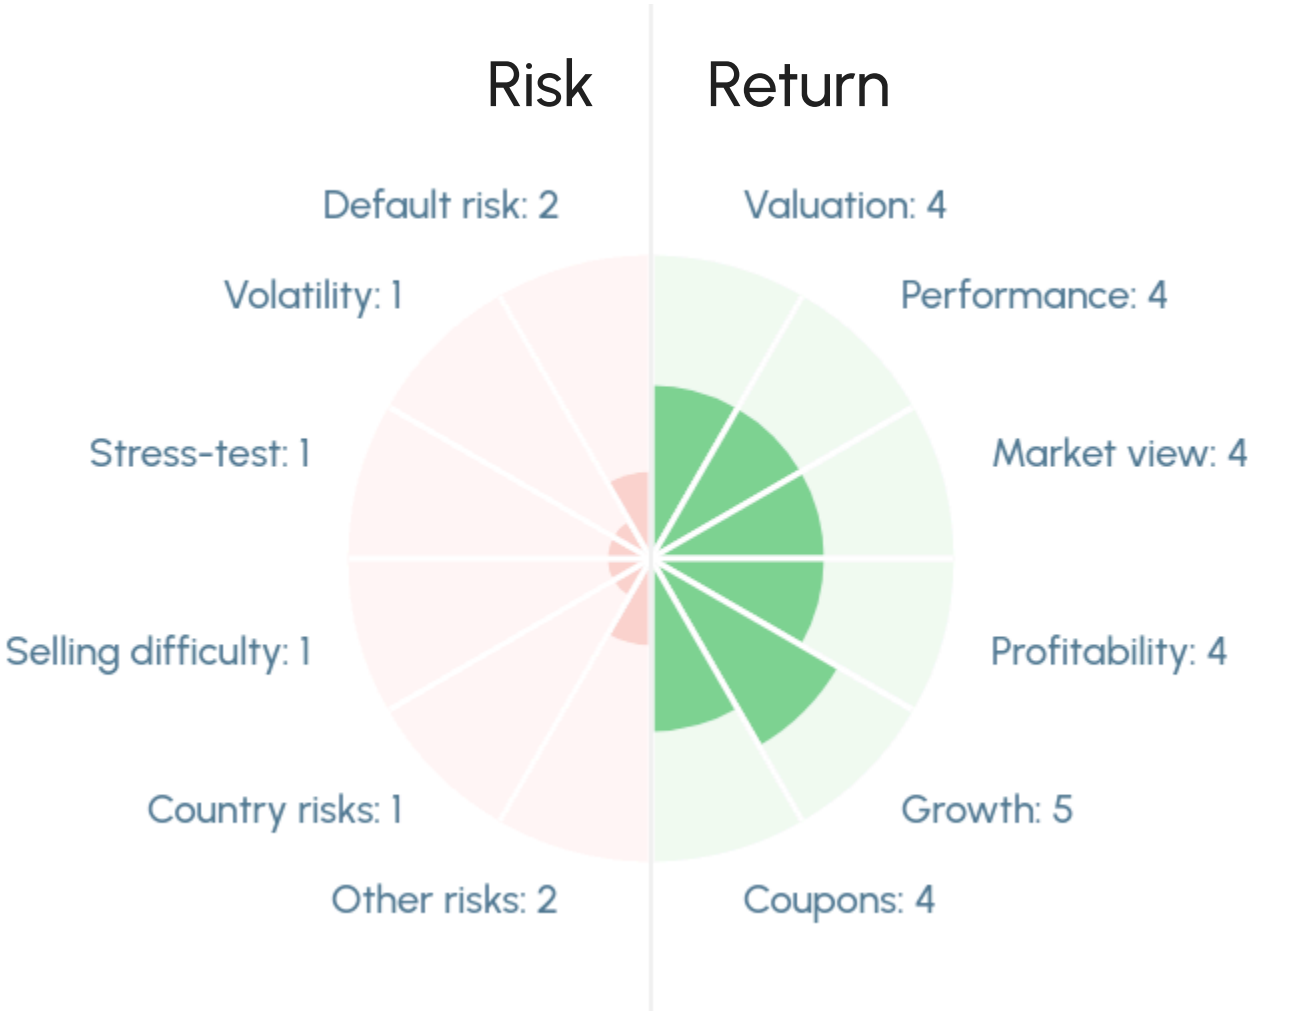 Risk
Return
Default risk: 2
Valuation: 4
Volatility: 1
Performance: 4
Stress-test: 1
Market view: 4
Selling difficulty: 1
Profitability: 4
Country risks: 1
Growth: 5
Other risks: 2
Coupons: 4